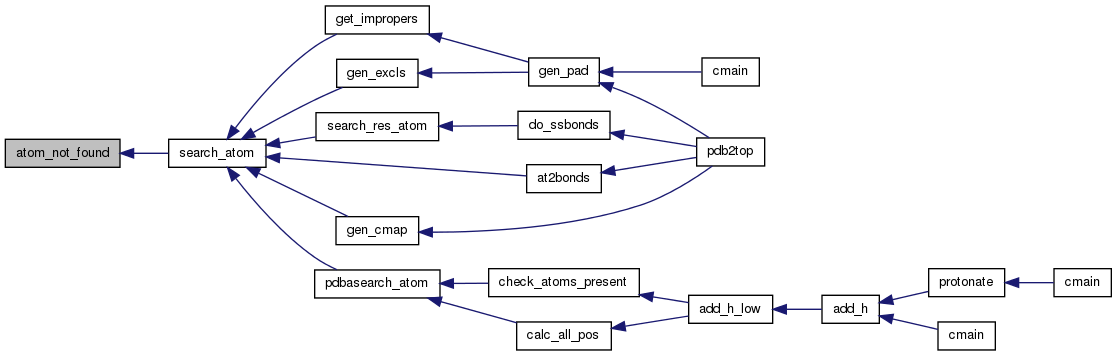 get_impropers
gen_excls
gen_pad
cmain
search_res_atom
do_ssbonds
atom_not_found
search_atom
pdb2top
at2bonds
gen_cmap
pdbasearch_atom
check_atoms_present
protonate
cmain
add_h_low
add_h
calc_all_pos
cmain